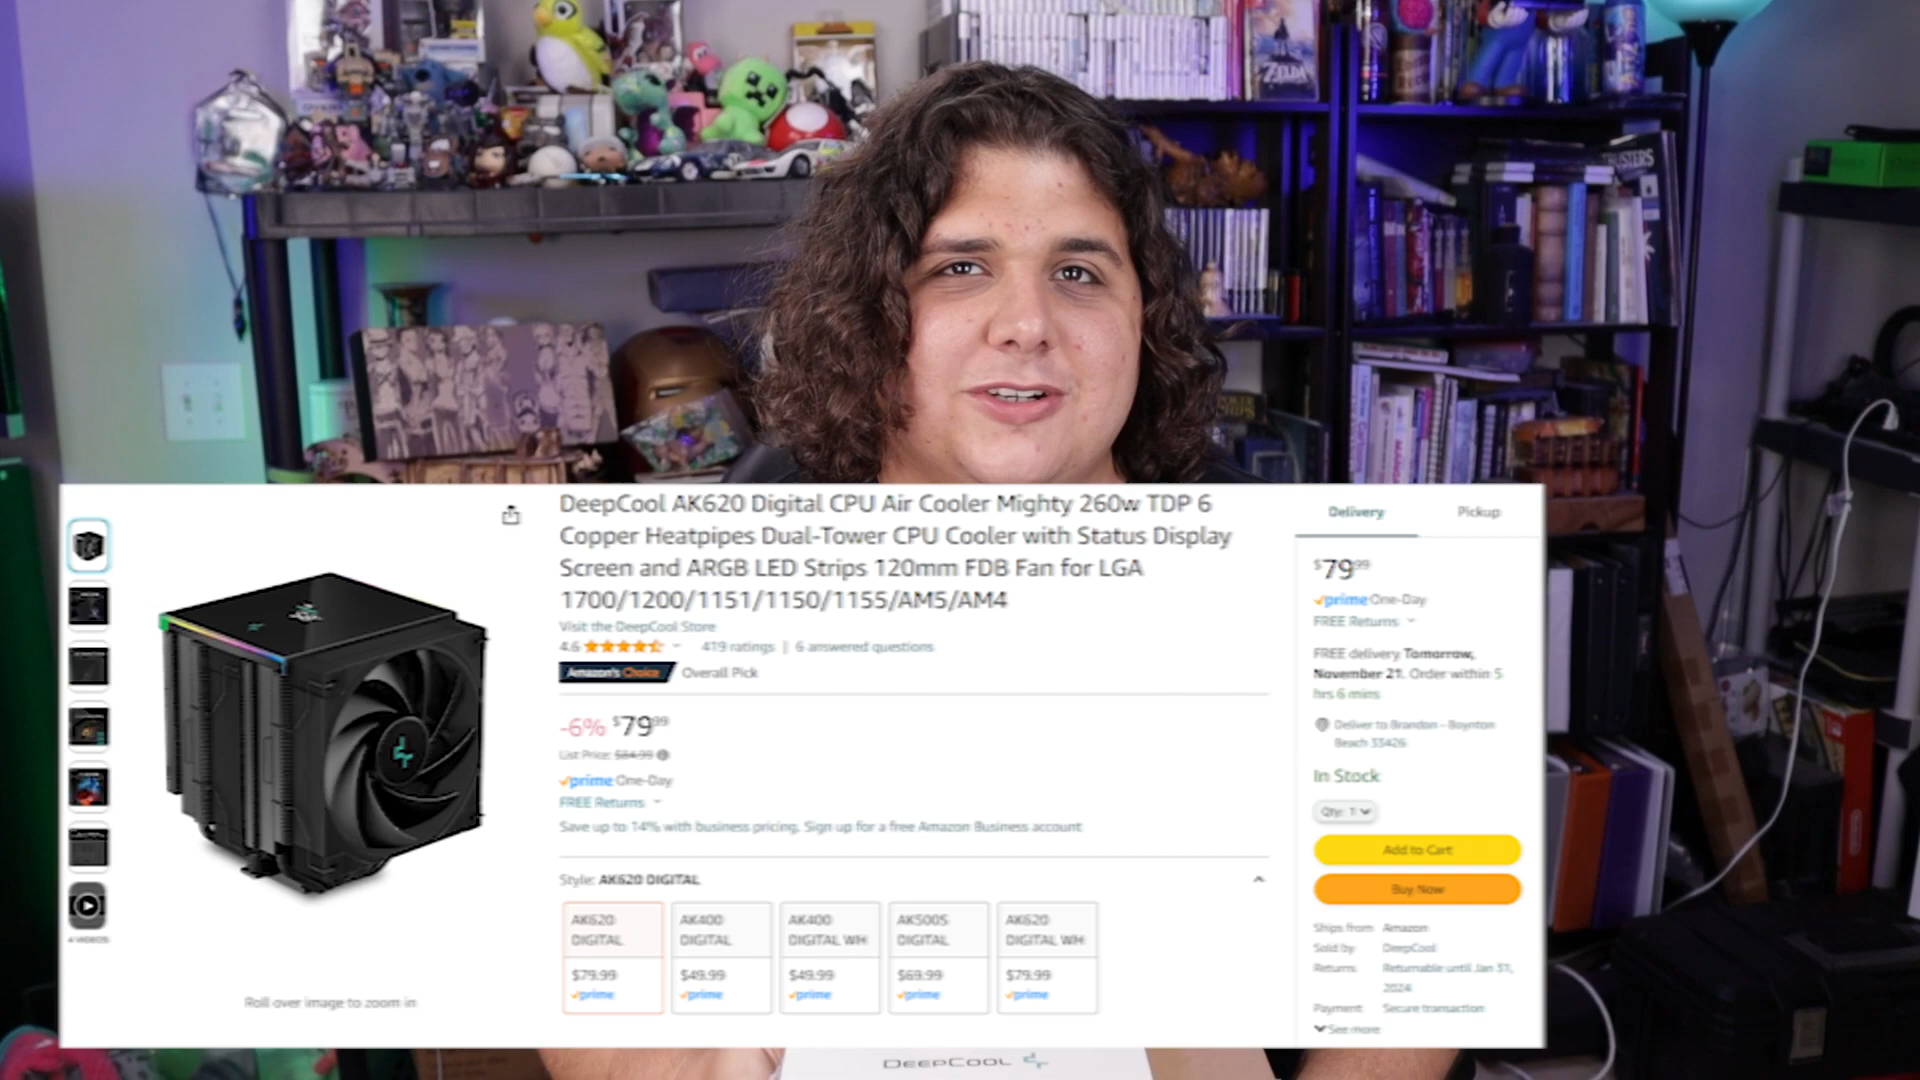 ZELDA
BUSTERS
DeepCool AK620 Digital CPU Air Cooler Mighty 260w TDP 6
Copper Heatpipes Dual-Tower CPU Cooler with Status Display
Screen and ARGB LED Strips 120mm FDB Fan for LGA
1700/1200/1151/1150/1155/AM5/AM4
Visit the DeepCool Store
4.6 419 ratings | 6 answered questions
Amazon's Choice Overall Pick
-6% $79.99
List Price: $84.99
prime One-Day
FREE Returns
Save up to 14% with business pricing. Sign up for a free Amazon Business account
Style: AK620 DIGITAL
AK620 DIGITAL
$79.99
prime
AK400 DIGITAL
$49.99
prime
AK400 DIGITAL WH
$49.99
prime
AK500S DIGITAL
$69.99
prime
AK620 DIGITAL WH
$79.99
prime
4 VIDEOS
Roll over image to zoom in
Delivery Pickup
$79.99
prime One-Day
FREE Returns
FREE delivery Tomorrow,
November 21. Order within 5
hrs 6 mins
Deliver to Brandon - Boynton
Beach 33426
In Stock
Qty: 1
Add to Cart
Buy Now
Ships from Amazon
Sold by DeepCool
Returns Returnable until Jan 31,
2024
Payment Secure transaction
See more
DEEPCOOL